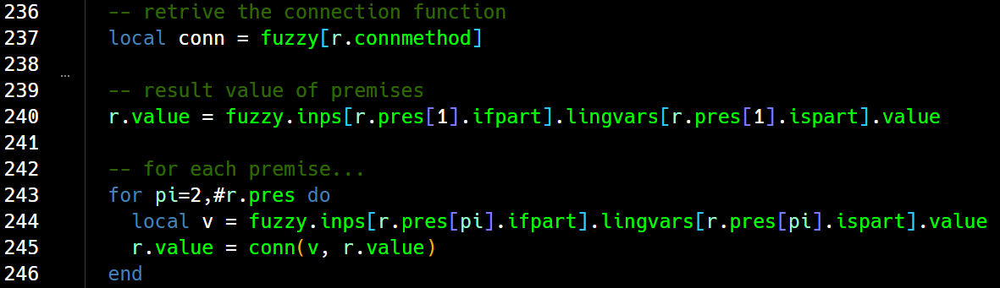 236 -- retrive the connection function
237 local conn = fuzzy[r.connmethod]
238
239 -- result value of premises
240 r.value = fuzzy.inps[r.pres[1].ifpart].lingvars[r.pres[1].ispart].value
241
242 -- for each premise...
243 for pi=2,#r.pres do
244 local v = fuzzy.inps[r.pres[pi].ifpart].lingvars[r.pres[pi].ispart].value
245 r.value = conn(v, r.value)
246 end